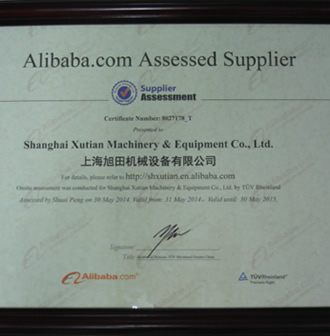 Alibaba.com Assessed Supplier
Supplier
Assessment
Certificate Number: 8027178_T
Presented to
Shanghai Xutian Machinery & Equipment Co., Ltd.
上海旭田机械设备有限公司
For details, please refer to http://shxutian.en.alibaba.com
Onsite assessment was conducted for Shanghai Xutian Machinery & Equipment Co., Ltd. by TÜV Rheinland
Assessed by Shuai Peng on 30 May 2014. Valid from: 31 May 2014. Valid until: 30 May 2015.
Signature:
Alibaba.com
TÜVRheinland
Precisely Right.